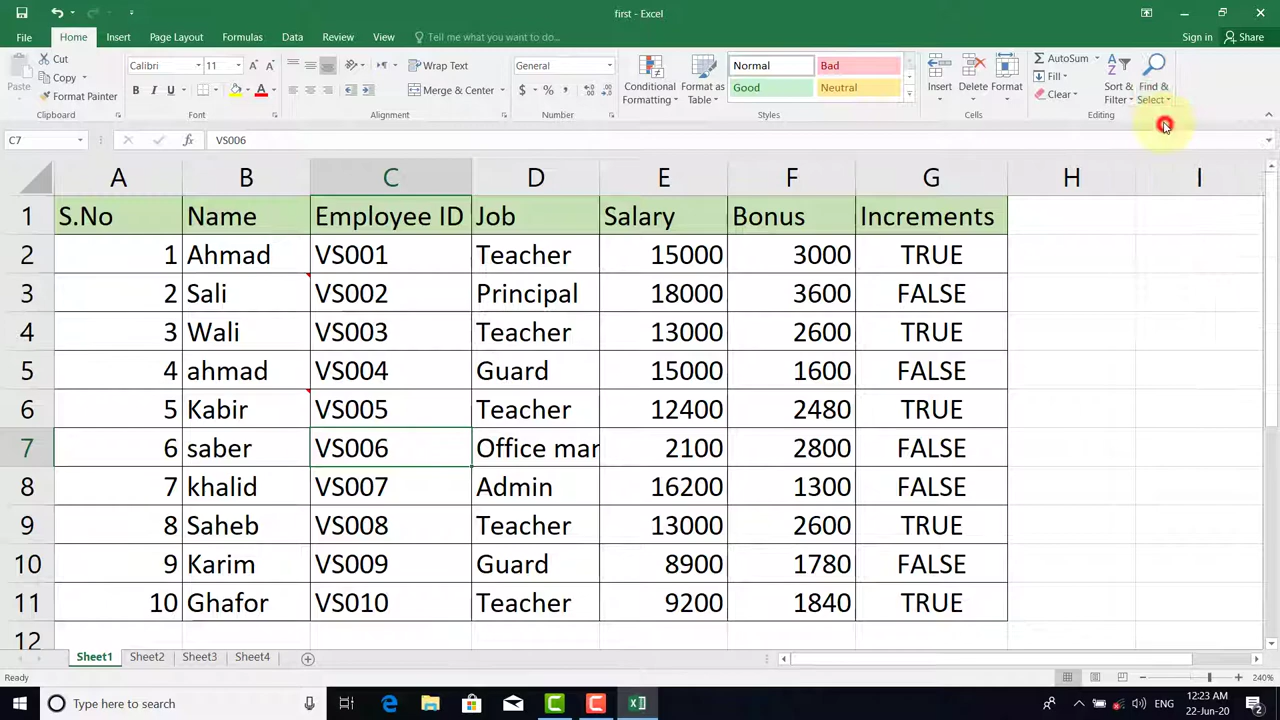 first - Excel
File Home Insert Page Layout Formulas Data Review View Tell me what you want to do... Sign in Share
Paste Cut Copy Format Painter Clipboard
Calibri 11 B I U A A A Font
Wrap Text Merge & Center Alignment
General $ % , Number
Conditional Formatting Format as Table Normal Bad Good Neutral Styles
Insert Delete Format Cells
AutoSum Fill Clear Sort & Filter Find & Select Editing
C7 fx VS006
A B C D E F G H I
1 S.No Name Employee ID Job Salary Bonus Increments
2 1 Ahmad VS001 Teacher 15000 3000 TRUE
3 2 Sali VS002 Principal 18000 3600 FALSE
4 3 Wali VS003 Teacher 13000 2600 TRUE
5 4 ahmad VS004 Guard 15000 1600 FALSE
6 5 Kabir VS005 Teacher 12400 2480 TRUE
7 6 saber VS006 Office mar 2100 2800 FALSE
8 7 khalid VS007 Admin 16200 1300 FALSE
9 8 Saheb VS008 Teacher 13000 2600 TRUE
10 9 Karim VS009 Guard 8900 1780 FALSE
11 10 Ghafor VS010 Teacher 9200 1840 TRUE
12
Sheet1 Sheet2 Sheet3 Sheet4
Ready 240%
Type here to search ENG 12:23 AM
22-Jun-20 2